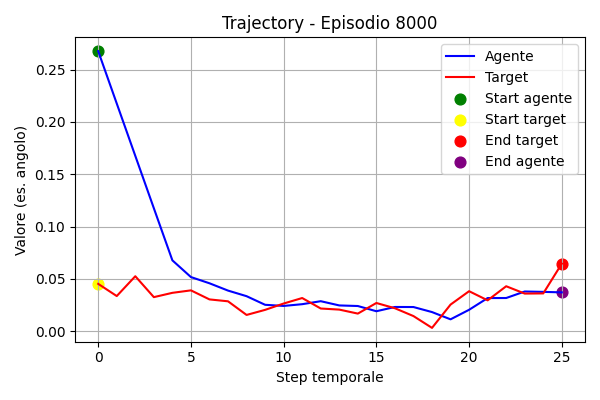 Trajectory - Episodio 8000
Valore (es. angolo)
0.25
0.20
0.15
0.10
0.05
0.00
Agente
Target
Start agente
Start target
End target
End agente
0 5 10 15 20 25
Step temporale